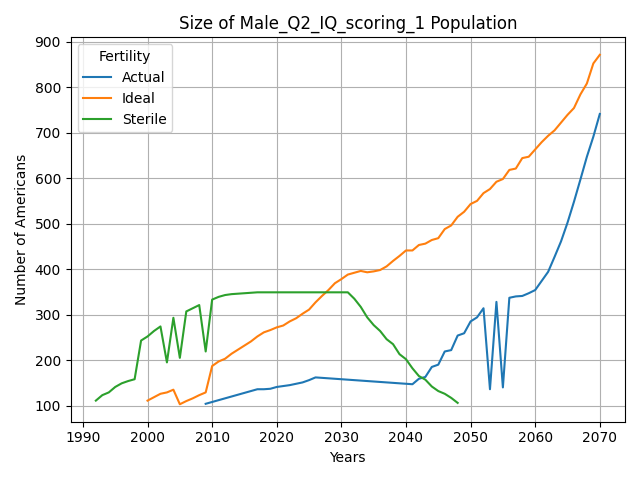 Size of Male_Q2_IQ_scoring_1 Population
Fertility
Actual
Ideal
Sterile
Number of Americans
900
800
700
600
500
400
300
200
100
1990
2000
2010
2020
2030
2040
2050
2060
2070
Years